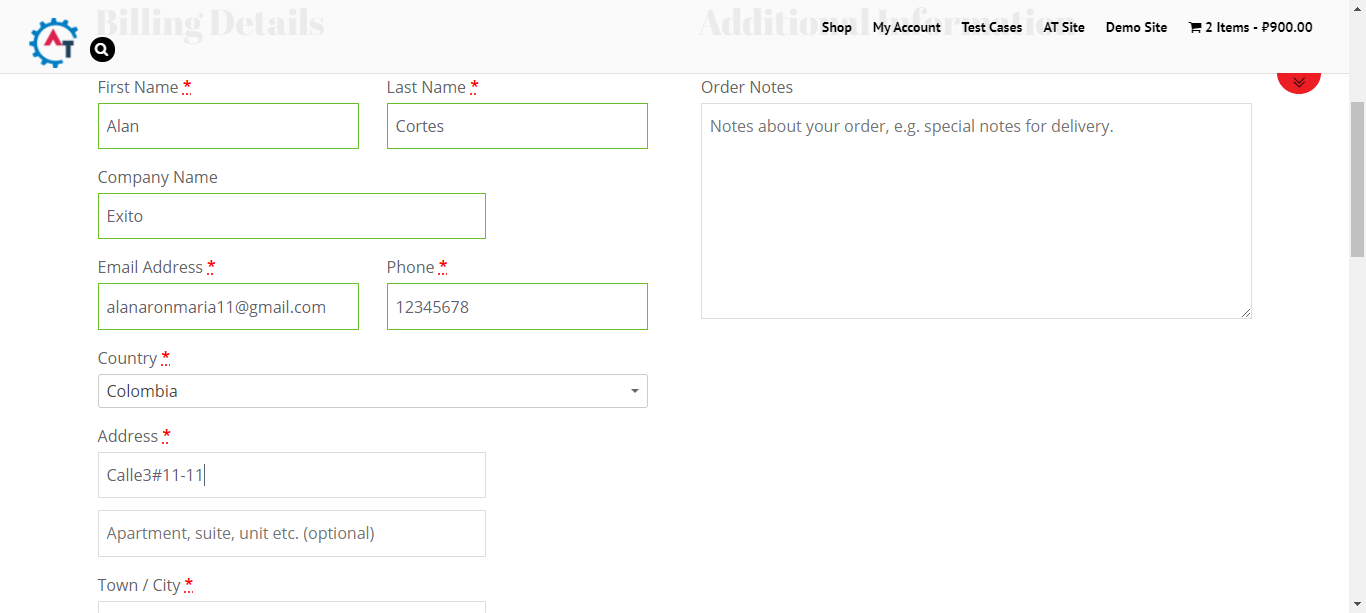 Billing Details
Additional Information
AT
Shop My Account Test Cases AT Site Demo Site 2 Items - ₽900.00
First Name *
Last Name *
Order Notes
Alan
Cortes
Notes about your order, e.g. special notes for delivery.
Company Name
Exito
Email Address *
Phone *
alanaronmaria11@gmail.com
12345678
Country *
Colombia
Address *
Calle3#11-11
Apartment, suite, unit etc. (optional)
Town / City *